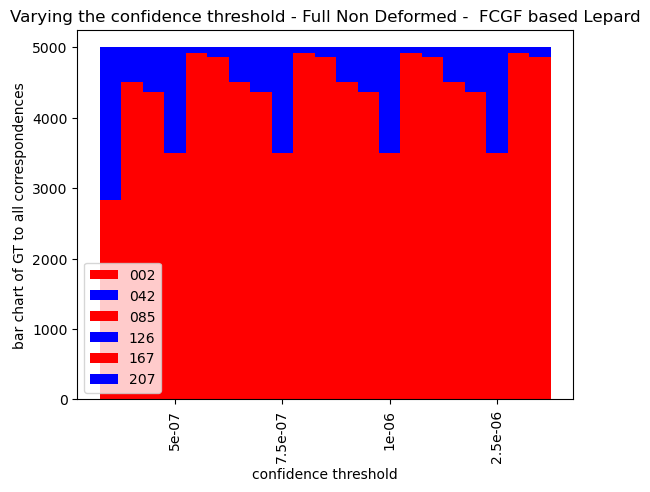 Varying the confidence threshold - Full Non Deformed -  FCGF based Lepard
bar chart of GT to all correspondences
5000
4000
3000
2000
1000
0
002
042
085
126
167
207
5e-07
7.5e-07
1e-06
2.5e-06
confidence threshold